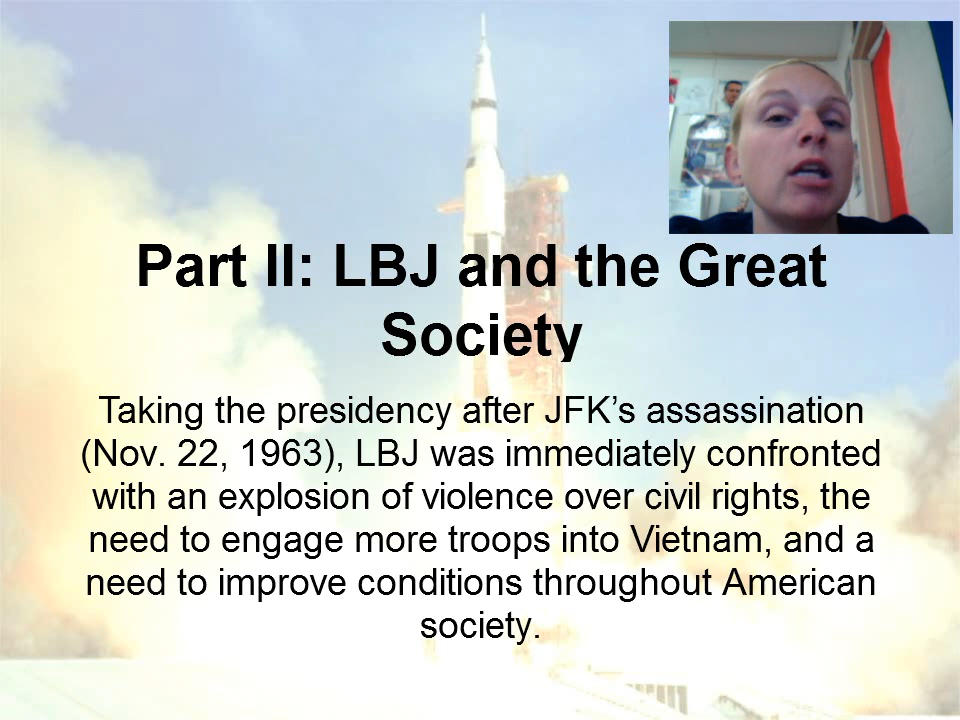 Part II: LBJ and the Great
Society
Taking the presidency after JFK’s assassination
(Nov. 22, 1963), LBJ was immediately confronted
with an explosion of violence over civil rights, the
need to engage more troops into Vietnam, and a
need to improve conditions throughout American
society.